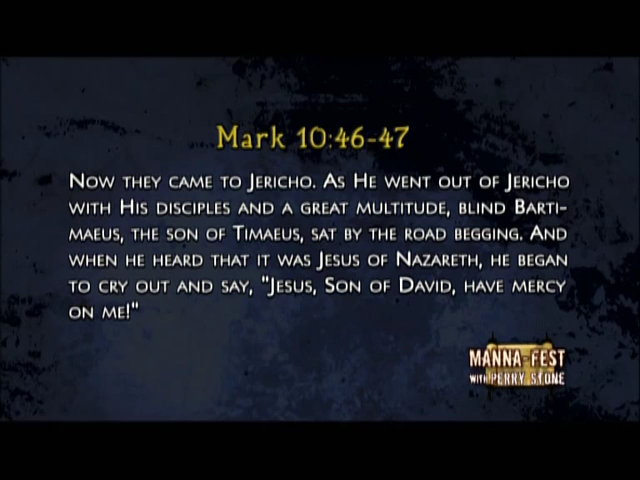 Mark 10:46-47
Now they came to Jericho. As He went out of Jericho
with His disciples and a great multitude, blind Barti-
maeus, the son of Timaeus, sat by the road begging. And
when he heard that it was Jesus of Nazareth, he began
to cry out and say, "Jesus, Son of David, have mercy
on me!"
MANNA-FEST
WITH PERRY STONE